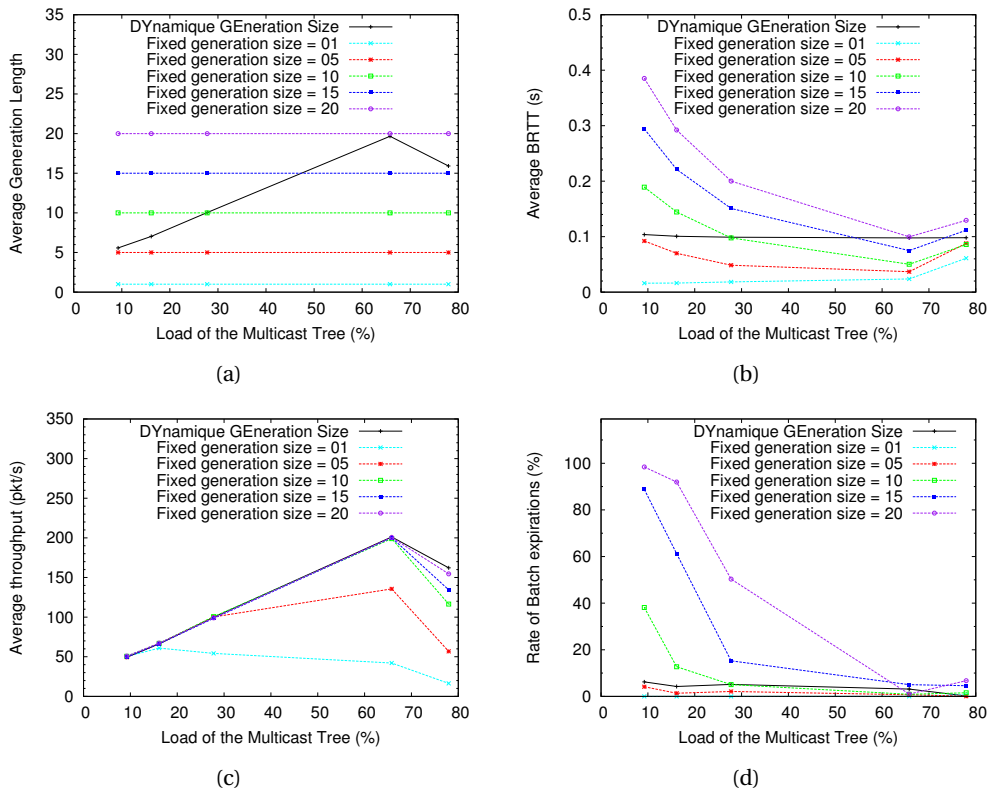 (a)
35
30
25
20
15
10
5
0
Average Generation Length
DYnamique GEneration Size
Fixed generation size = 01
Fixed generation size = 05
Fixed generation size = 10
Fixed generation size = 15
Fixed generation size = 20
0 10 20 30 40 50 60 70 80
Load of the Multicast Tree (%)
0.5
0.4
0.3
0.2
0.1
0
Average BRTT (s)
DYnamique GEneration Size
Fixed generation size = 01
Fixed generation size = 05
Fixed generation size = 10
Fixed generation size = 15
Fixed generation size = 20
0 10 20 30 40 50 60 70 80
Load of the Multicast Tree (%)
(b)
350
300
250
200
150
100
50
0
Average throughput (pkt/s)
DYnamique GEneration Size
Fixed generation size = 01
Fixed generation size = 05
Fixed generation size = 10
Fixed generation size = 15
Fixed generation size = 20
0 10 20 30 40 50 60 70 80
Load of the Multicast Tree (%)
(c)
100
80
60
40
20
0
Rate of Batch expirations (%)
DYnamique GEneration Size
Fixed generation size = 01
Fixed generation size = 05
Fixed generation size = 10
Fixed generation size = 15
Fixed generation size = 20
0 10 20 30 40 50 60 70 80
Load of the Multicast Tree (%)
(d)